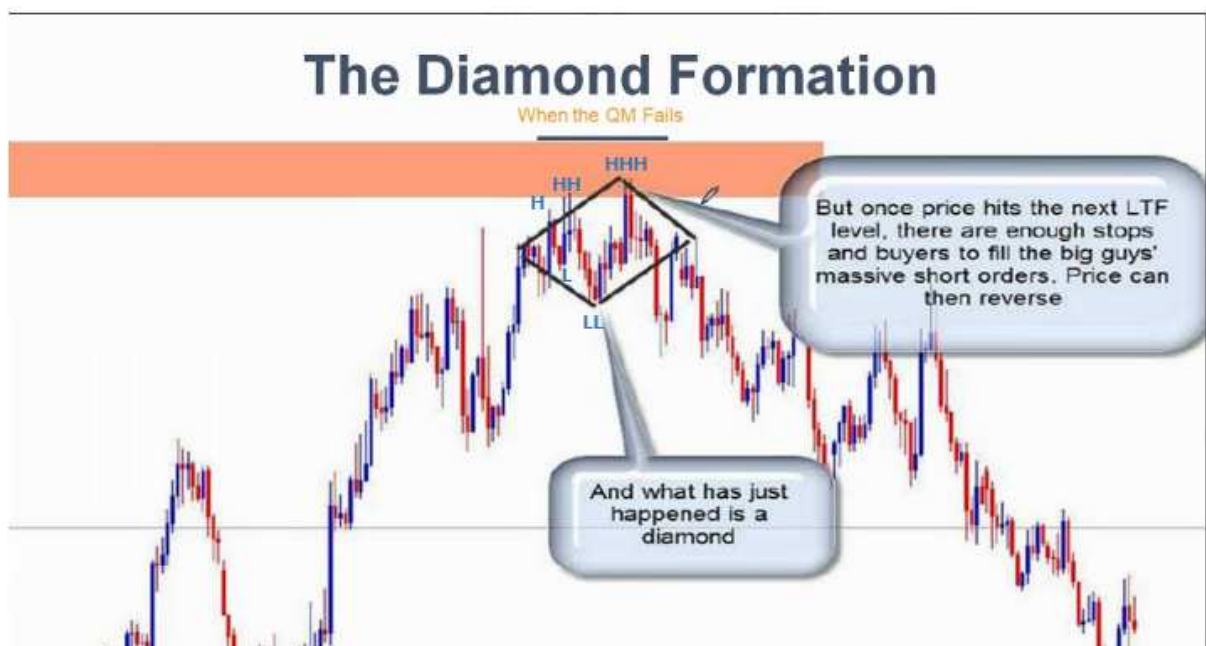 The Diamond Formation
When the QM Fails
HHH
HH
H
L
LL
But once price hits the next LTF
level, there are enough stops
and buyers to fill the big guys'
massive short orders. Price can
then reverse
And what has just
happened is a
diamond